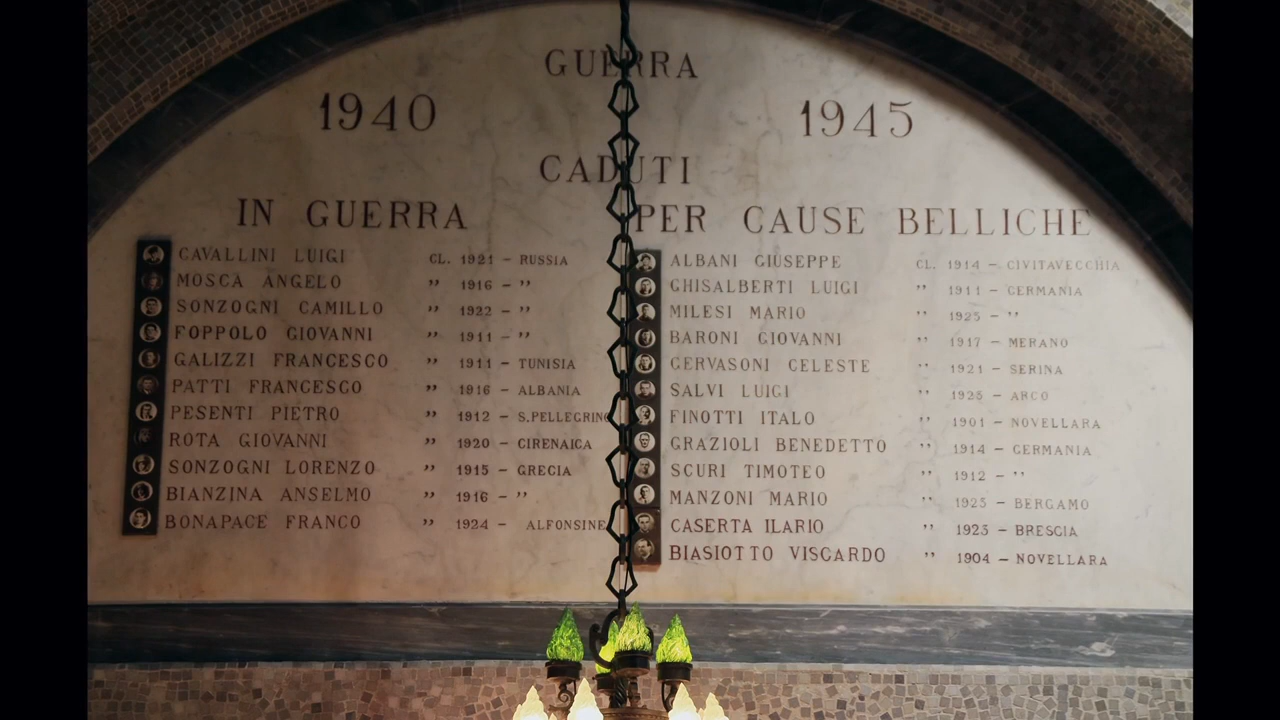 GUERRA
1940 1945
CADUTI
IN GUERRA
CAVALLINI LUIGI CL. 1921 – RUSSIA
MOSCA ANGELO ” 1916 – ”
SONZOGNI CAMILLO ” 1922 – ”
FOPPOLO GIOVANNI ” 1911 – ”
GALIZZI FRANCESCO ” 1911 – TUNISIA
PATTI FRANCESCO ” 1916 – ALBANIA
PESENTI PIETRO ” 1912 – S.PELLEGRINO
ROTA GIOVANNI ” 1920 – CIRENAICA
SONZOGNI LORENZO ” 1915 – GRECIA
BIANZINA ANSELMO ” 1916 – ”
BONAPACE FRANCO ” 1924 – ALFONSINE
PER CAUSE BELLICHE
ALBANI GIUSEPPE CL. 1914 – CIVITAVECCHIA
GHISALBERTI LUIGI ” 1911 – GERMANIA
MILESI MARIO ” 1925 – ”
BARONI GIOVANNI ” 1917 – MERANO
GERVASONI CELESTE ” 1921 – SERINA
SALVI LUIGI ” 1925 – ARCO
FINOTTI ITALO ” 1901 – NOVELLARA
GRAZIOLI BENEDETTO ” 1914 – GERMANIA
SCURI TIMOTEO ” 1912 – ”
MANZONI MARIO ” 1925 – BERGAMO
CASERTA ILARIO ” 1923 – BRESCIA
BIASIOTTO VISCARDO ” 1904 – NOVELLARA